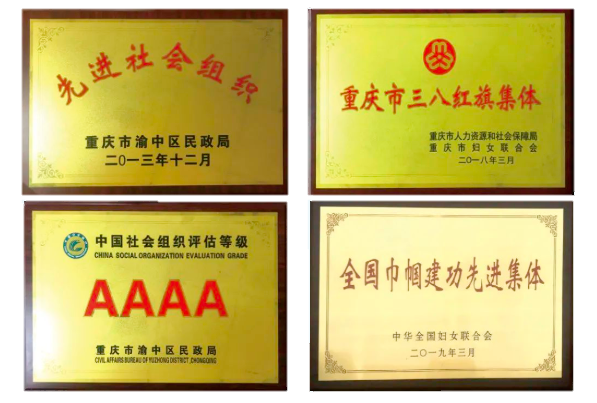 先进社会组织
重庆市渝中区民政局
二〇一三年十二月
重庆市三八红旗集体
重庆市人力资源和社会保障局
重庆市妇女联合会
二〇一八年三月
中国社会组织评估等级
CHINA SOCIAL ORGANIZATION EVALUATION GRADE
AAAA
重庆市渝中区民政局
CIVIL AFFAIRS BUREAU OF YUZHONG DISTRICT ,CHONGQING
全国巾帼建功先进集体
中华全国妇女联合会
二〇一九年三月